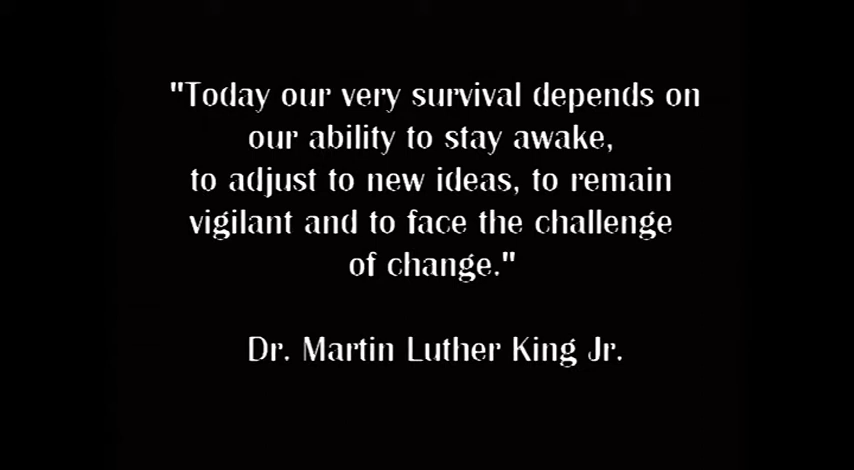 "Today our very survival depends on
our ability to stay awake,
to adjust to new ideas, to remain
vigilant and to face the challenge
of change."
Dr. Martin Luther King Jr.